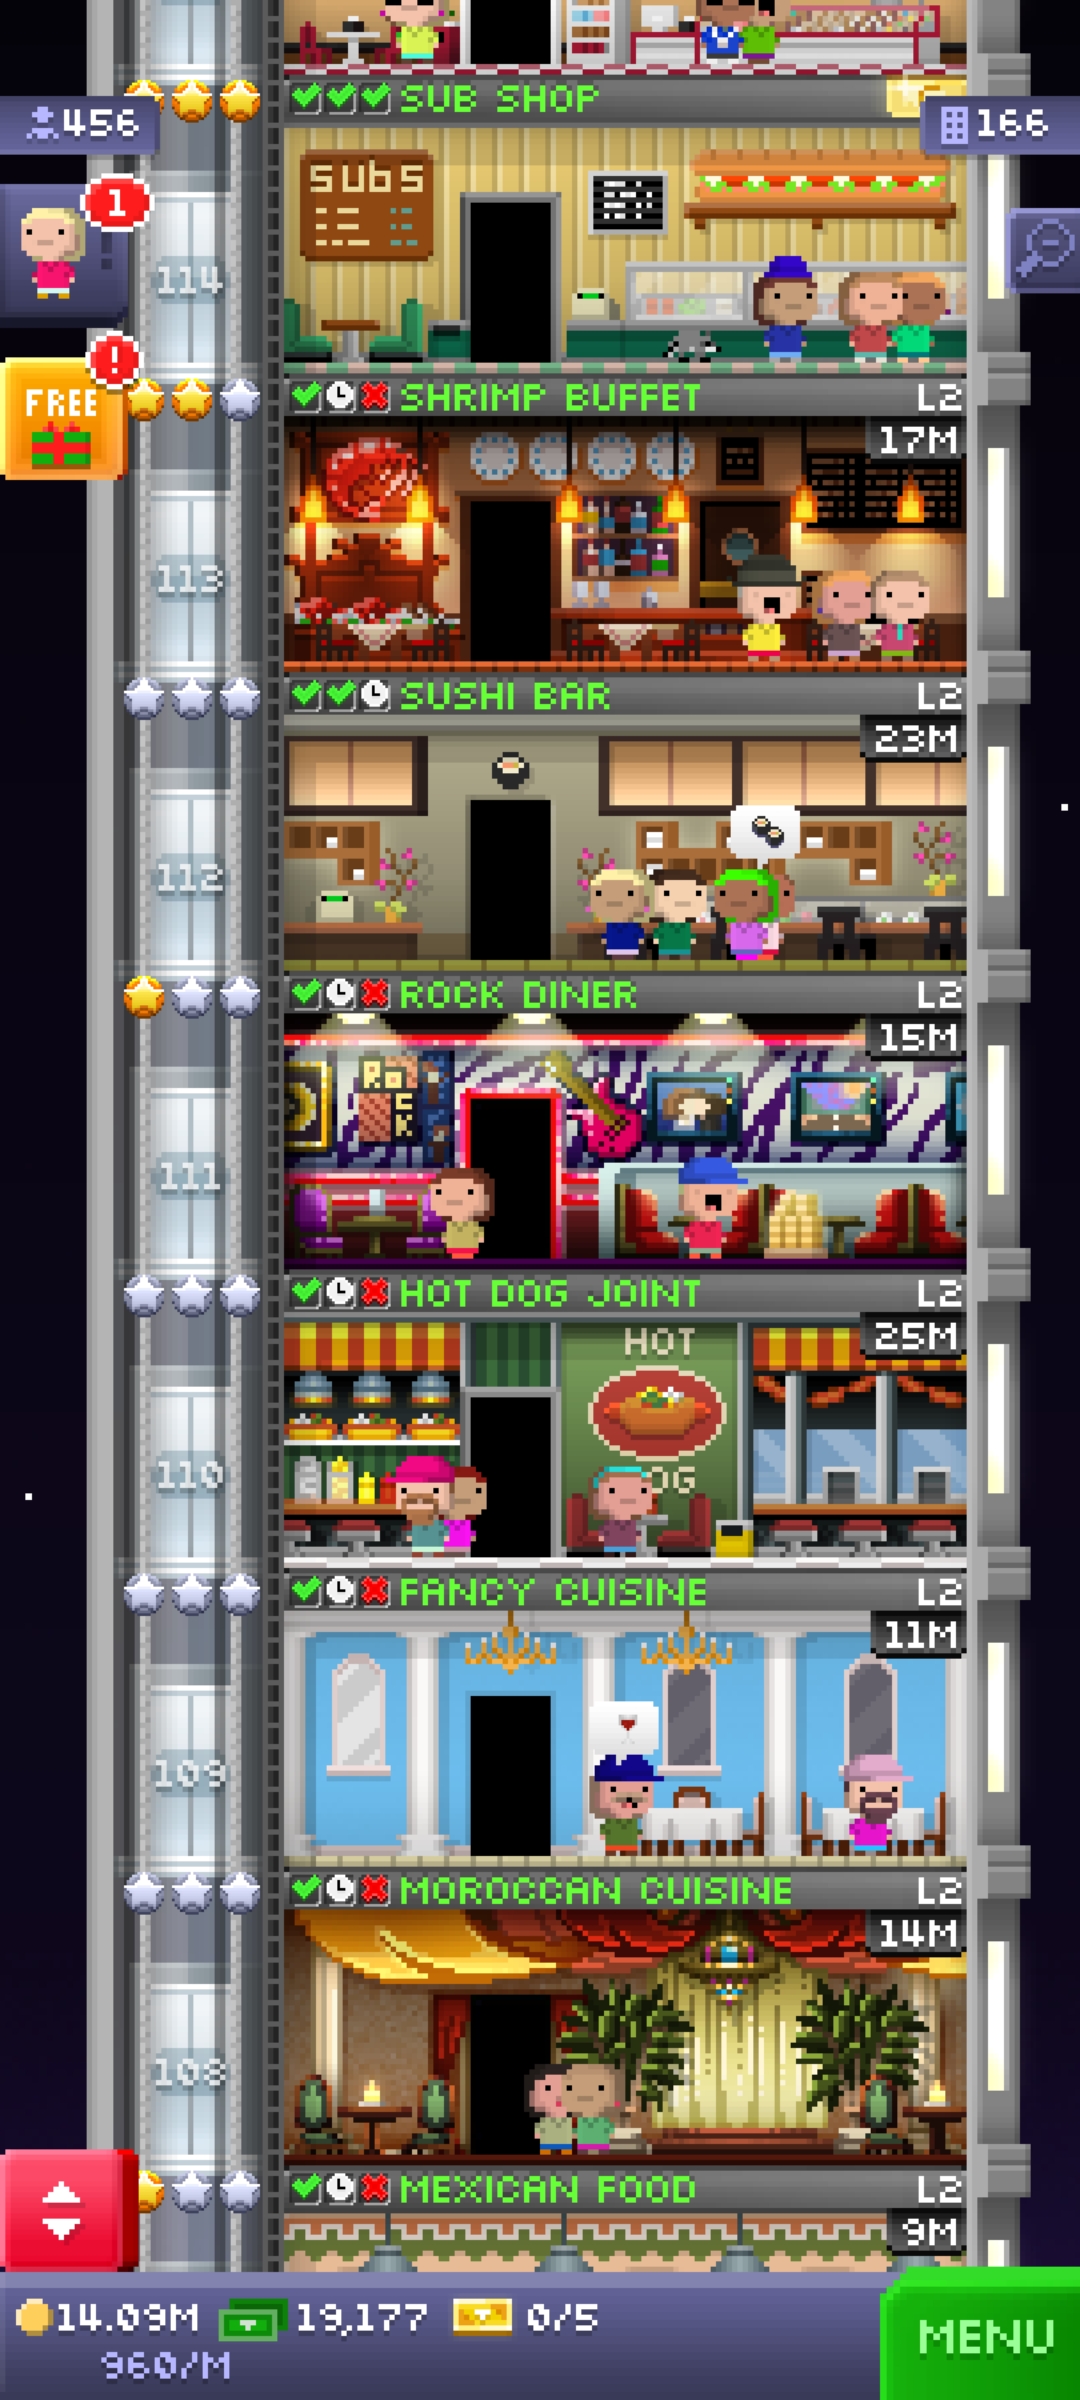 SUB SHOP
456
166
1
subs
114
!
FREE
SHRIMP BUFFET L2
17M
113
SUSHI BAR L2
23M
112
ROCK DINER L2
15M
RoCK
111
HOT DOG JOINT L2
25M
HOT
OG
110
FANCY CUISINE L2
11M
109
MOROCCAN CUISINE L2
14M
108
MEXICAN FOOD L2
9M
14.09M 19,177 0/5
960/M
MENU